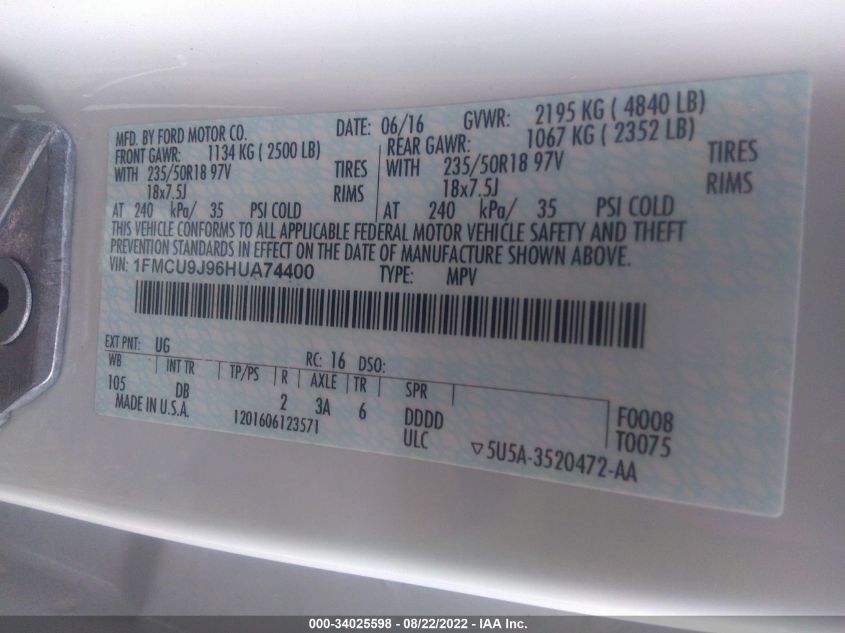 MFD. BY FORD MOTOR CO.
DATE: 06/16 GVWR: 2195 KG ( 4840 LB)
FRONT GAWR: 1134 KG ( 2500 LB)
REAR GAWR: 1067 KG ( 2352 LB)
WITH 235/50R18 97V TIRES
WITH 235/50R18 97V TIRES
18x7.5J RIMS
18x7.5J RIMS
AT 240 kPa/ 35 PSI COLD
AT 240 kPa/ 35 PSI COLD
THIS VEHICLE CONFORMS TO ALL APPLICABLE FEDERAL MOTOR VEHICLE SAFETY AND THEFT
PREVENTION STANDARDS IN EFFECT ON THE DATE OF MANUFACTURE SHOWN ABOVE.
VIN: 1FMCU9J96HUA74400 TYPE: MPV
EXT PNT: UG RC: 16 DSO:
WB INT TR TP/PS R AXLE TR SPR
105 DB 2 3A 6 DDDD F0008
MADE IN U.S.A. 1201606123571 ULC T0075
▽5U5A-3520472-AA
000-34025598 - 08/22/2022 - IAA Inc.